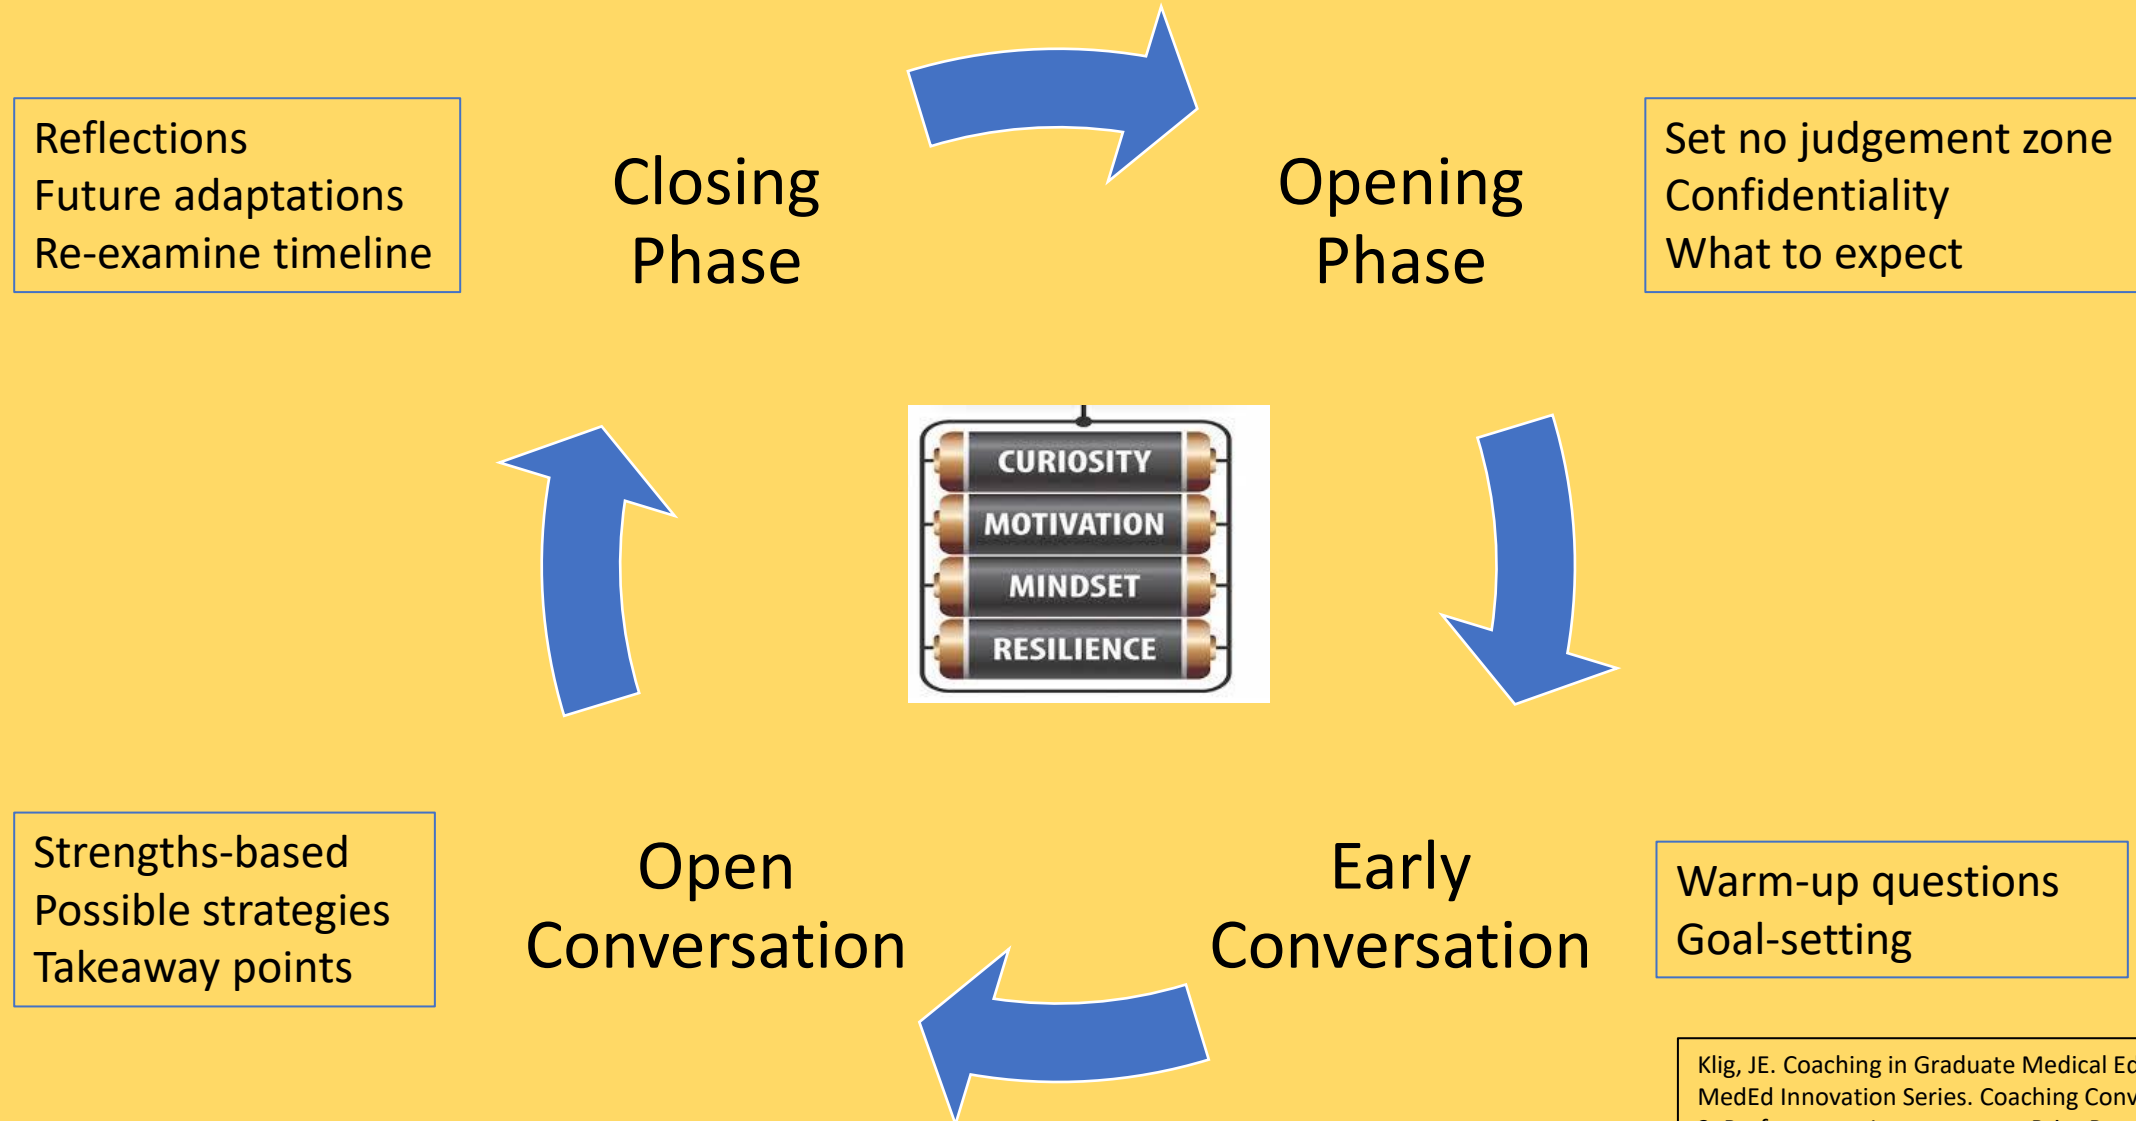 Reflections
Future adaptations
Re-examine timeline
Closing
Phase
Opening
Phase
Set no judgement zone
Confidentiality
What to expect
CURIOSITY
MOTIVATION
MINDSET
RESILIENCE
Strengths-based
Possible strategies
Takeaway points
Open
Conversation
Early
Conversation
Warm-up questions
Goal-setting
Klig, JE. Coaching in Graduate Medical
MedEd Innovation Series. Coaching